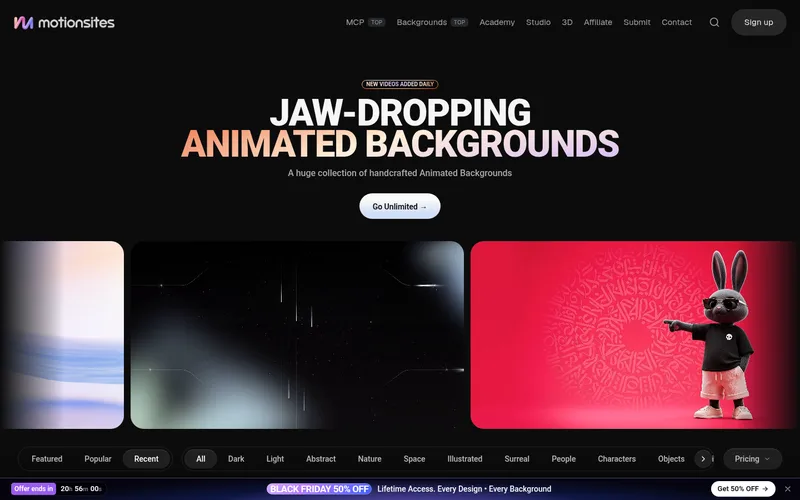 motionsites
MCP TOP Backgrounds TOP Academy Studio 3D Affiliate Submit Contact Sign up
NEW VIDEOS ADDED DAILY
JAW-DROPPING
ANIMATED BACKGROUNDS
A huge collection of handcrafted Animated Backgrounds
Go Unlimited →
Featured Popular Recent All Dark Light Abstract Nature Space Illustrated Surreal People Characters Objects Pricing
Offer ends in 20h 56m 00s BLACK FRIDAY 50% OFF Lifetime Access. Every Design • Every Background Get 50% OFF →